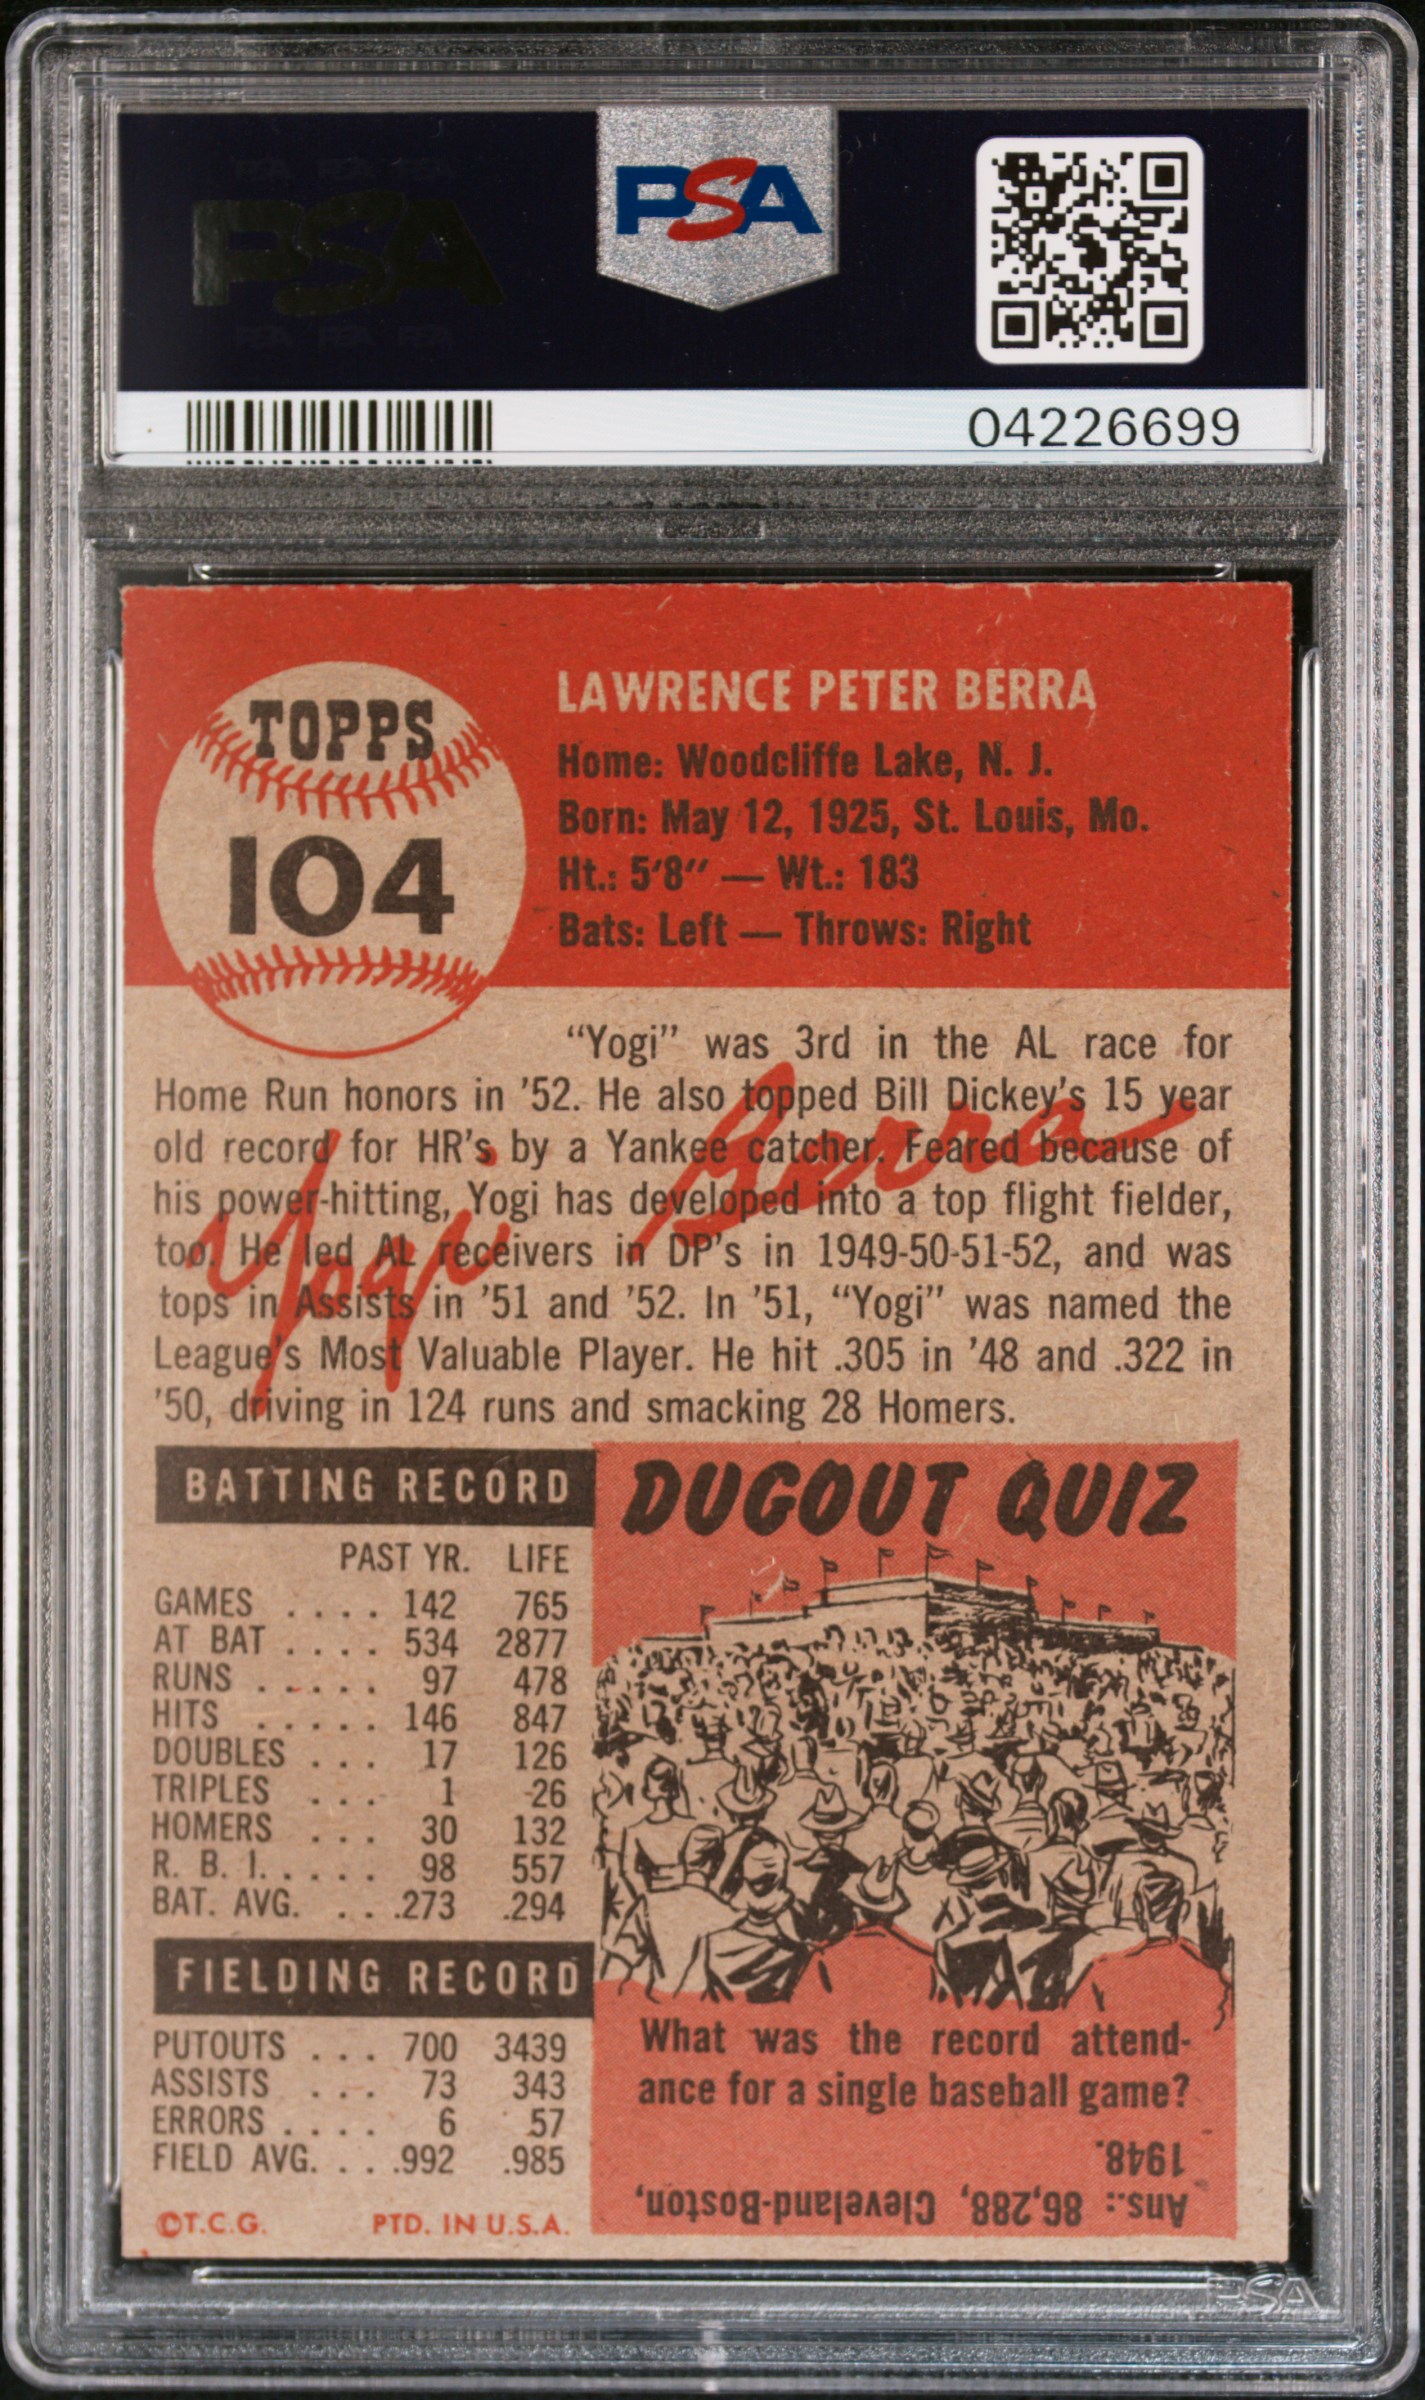 PSA
PSA PSA PSA
PSA
PSA PSA PSA
04226699
TOPPS
104
LAWRENCE PETER BERRA
Home: Woodcliffe Lake, N. J.
Born: May 12, 1925, St. Louis, Mo.
Ht.: 5'8" — Wt.: 183
Bats: Left — Throws: Right
"Yogi" was 3rd in the AL race for
Home Run honors in '52. He also topped Bill Dickey's 15 year
old record for HR's by a Yankee catcher. Feared because of
his power-hitting, Yogi has developed into a top flight fielder,
too. He led AL receivers in DP's in 1949-50-51-52, and was
tops in Assists in '51 and '52. In '51, "Yogi" was named the
League's Most Valuable Player. He hit .305 in '48 and .322 in
'50, driving in 124 runs and smacking 28 Homers.
Yogi Berra
BATTING RECORD
PAST YR. LIFE
GAMES .... 142 765
AT BAT .... 534 2877
RUNS ..... 97 478
HITS ..... 146 847
DOUBLES ... 17 126
TRIPLES ... 1 26
HOMERS ... 30 132
R. B. I. .... 98 557
BAT. AVG. ...273 .294
FIELDING RECORD
PUTOUTS ... 700 3439
ASSISTS ... 73 343
ERRORS .... 6 57
FIELD AVG. ...992 .985
©T.C.G. PTD. IN U.S.A.
DUGOUT QUIZ
What was the record attend-
ance for a single baseball game?
Ans.: 86,288, Cleveland-Boston,
1948.
PSA